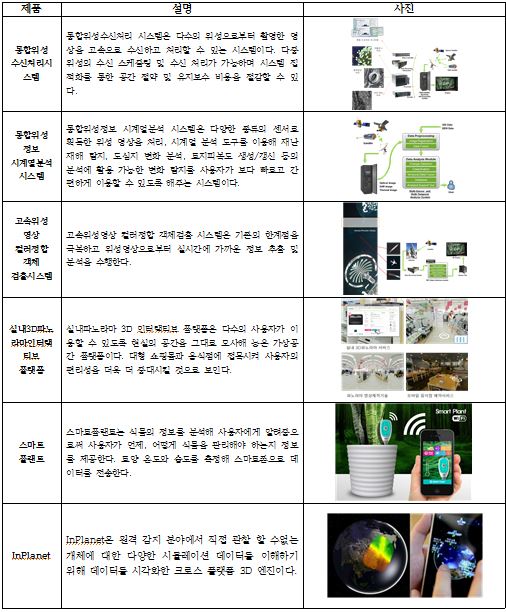 제품 설명 사진
통합위성
수신처리시
스템
통합위성수신처리 시스템은 다수의 위성으로부터 촬영한 영
상을 고속으로 수신하고 처리할 수 있는 시스템이다. 다중
위성의 수신 스케쥴링 및 수신 처리가 가능하며 시스템 집
적화를 통한 공간 절약 및 유지보수 비용을 절감할 수 있
다.
통합위성
정보
시계열분석
시스템
통합위성정보 시계열분석 시스템은 다양한 종류의 센서로
획득한 위성 영상을 처리, 시계열 분석 도구를 이용해 재난
재해 탐지, 도심지 변화 분석, 토지피복도 생성/갱신 등의
분석에 활용 가능한 변화 탐지를 사용자가 보다 빠르고 간
편하게 이용할 수 있도록 해주는 시스템이다.
Data Preprocessing
Data Analysis Module
고속위성
영상
컬러정합
객체
검출시스템
고속위성영상 컬러정합 객체검출 시스템은 기존의 한계점을
극복하고 위성영상으로부터 실시간에 가까운 정보 추출 및
분석을 수행한다.
실내3D파노
라마인터랙
티브
플랫폼
실내파노라마 3D 인터랙티브 플랫폼은 다수의 사용자가 이
용할 수 있도록 현실의 공간을 그대로 모사해 놓은 가상공
간 플랫폼이다. 대형 쇼핑몰과 음식점에 접목시켜 사용자의
편리성을 더욱 더 증대시킬 것으로 보인다.
실내 3D파노라마 서비스
스마트
플랜트
스마트플랜트는 식물의 정보를 분석해 사용자에게 알려줌으
로써 사용자가 언제, 어떻게 식물을 관리해야 하는지 정보
를 제공한다. 토양 온도와 습도를 측정해 스마트폰으로 데
이터를 전송한다.
Smart Plant
WiFi
InPlanet
InPlanet은 원격 감지 분야에서 직접 관찰 할 수없는
개체에 대한 다양한 시뮬레이션 데이터를 이해하기
위해 데이터를 시각화한 크로스 플랫폼 3D 엔진이다.